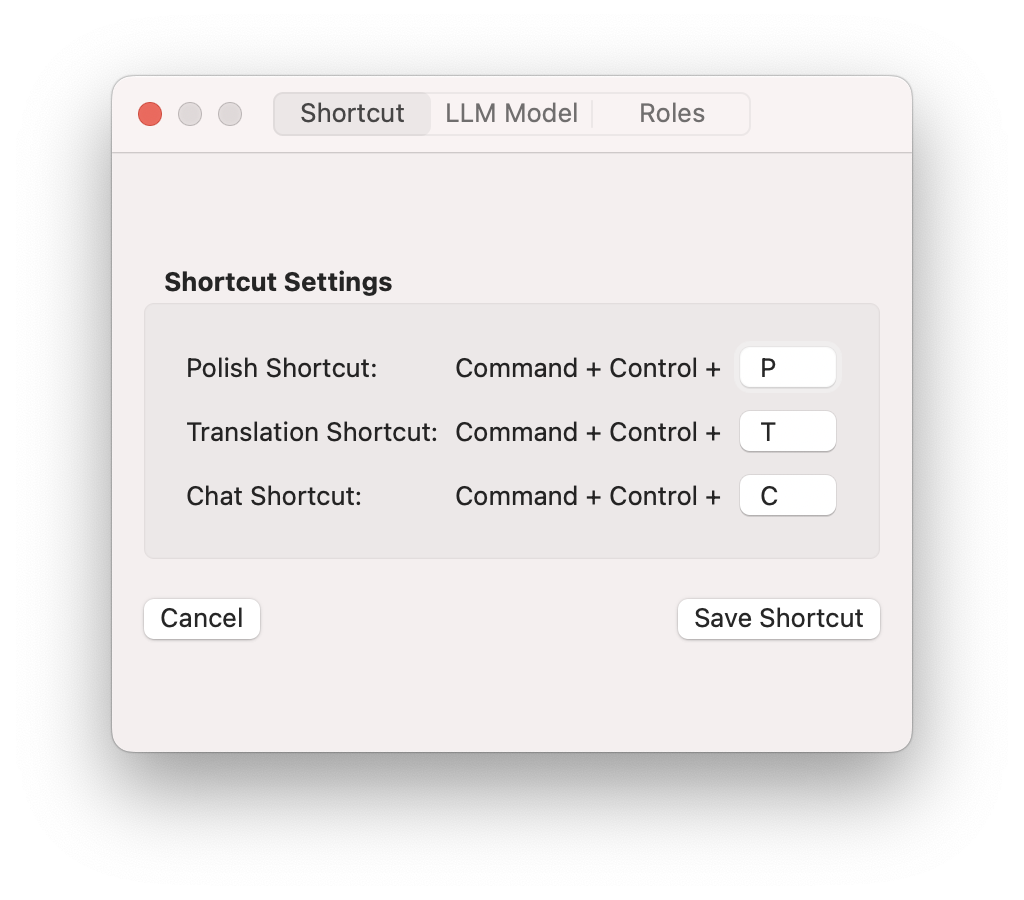 Shortcut LLM Model Roles
Shortcut Settings
Polish Shortcut: Command + Control + P
Translation Shortcut: Command + Control + T
Chat Shortcut: Command + Control + C
Cancel Save Shortcut